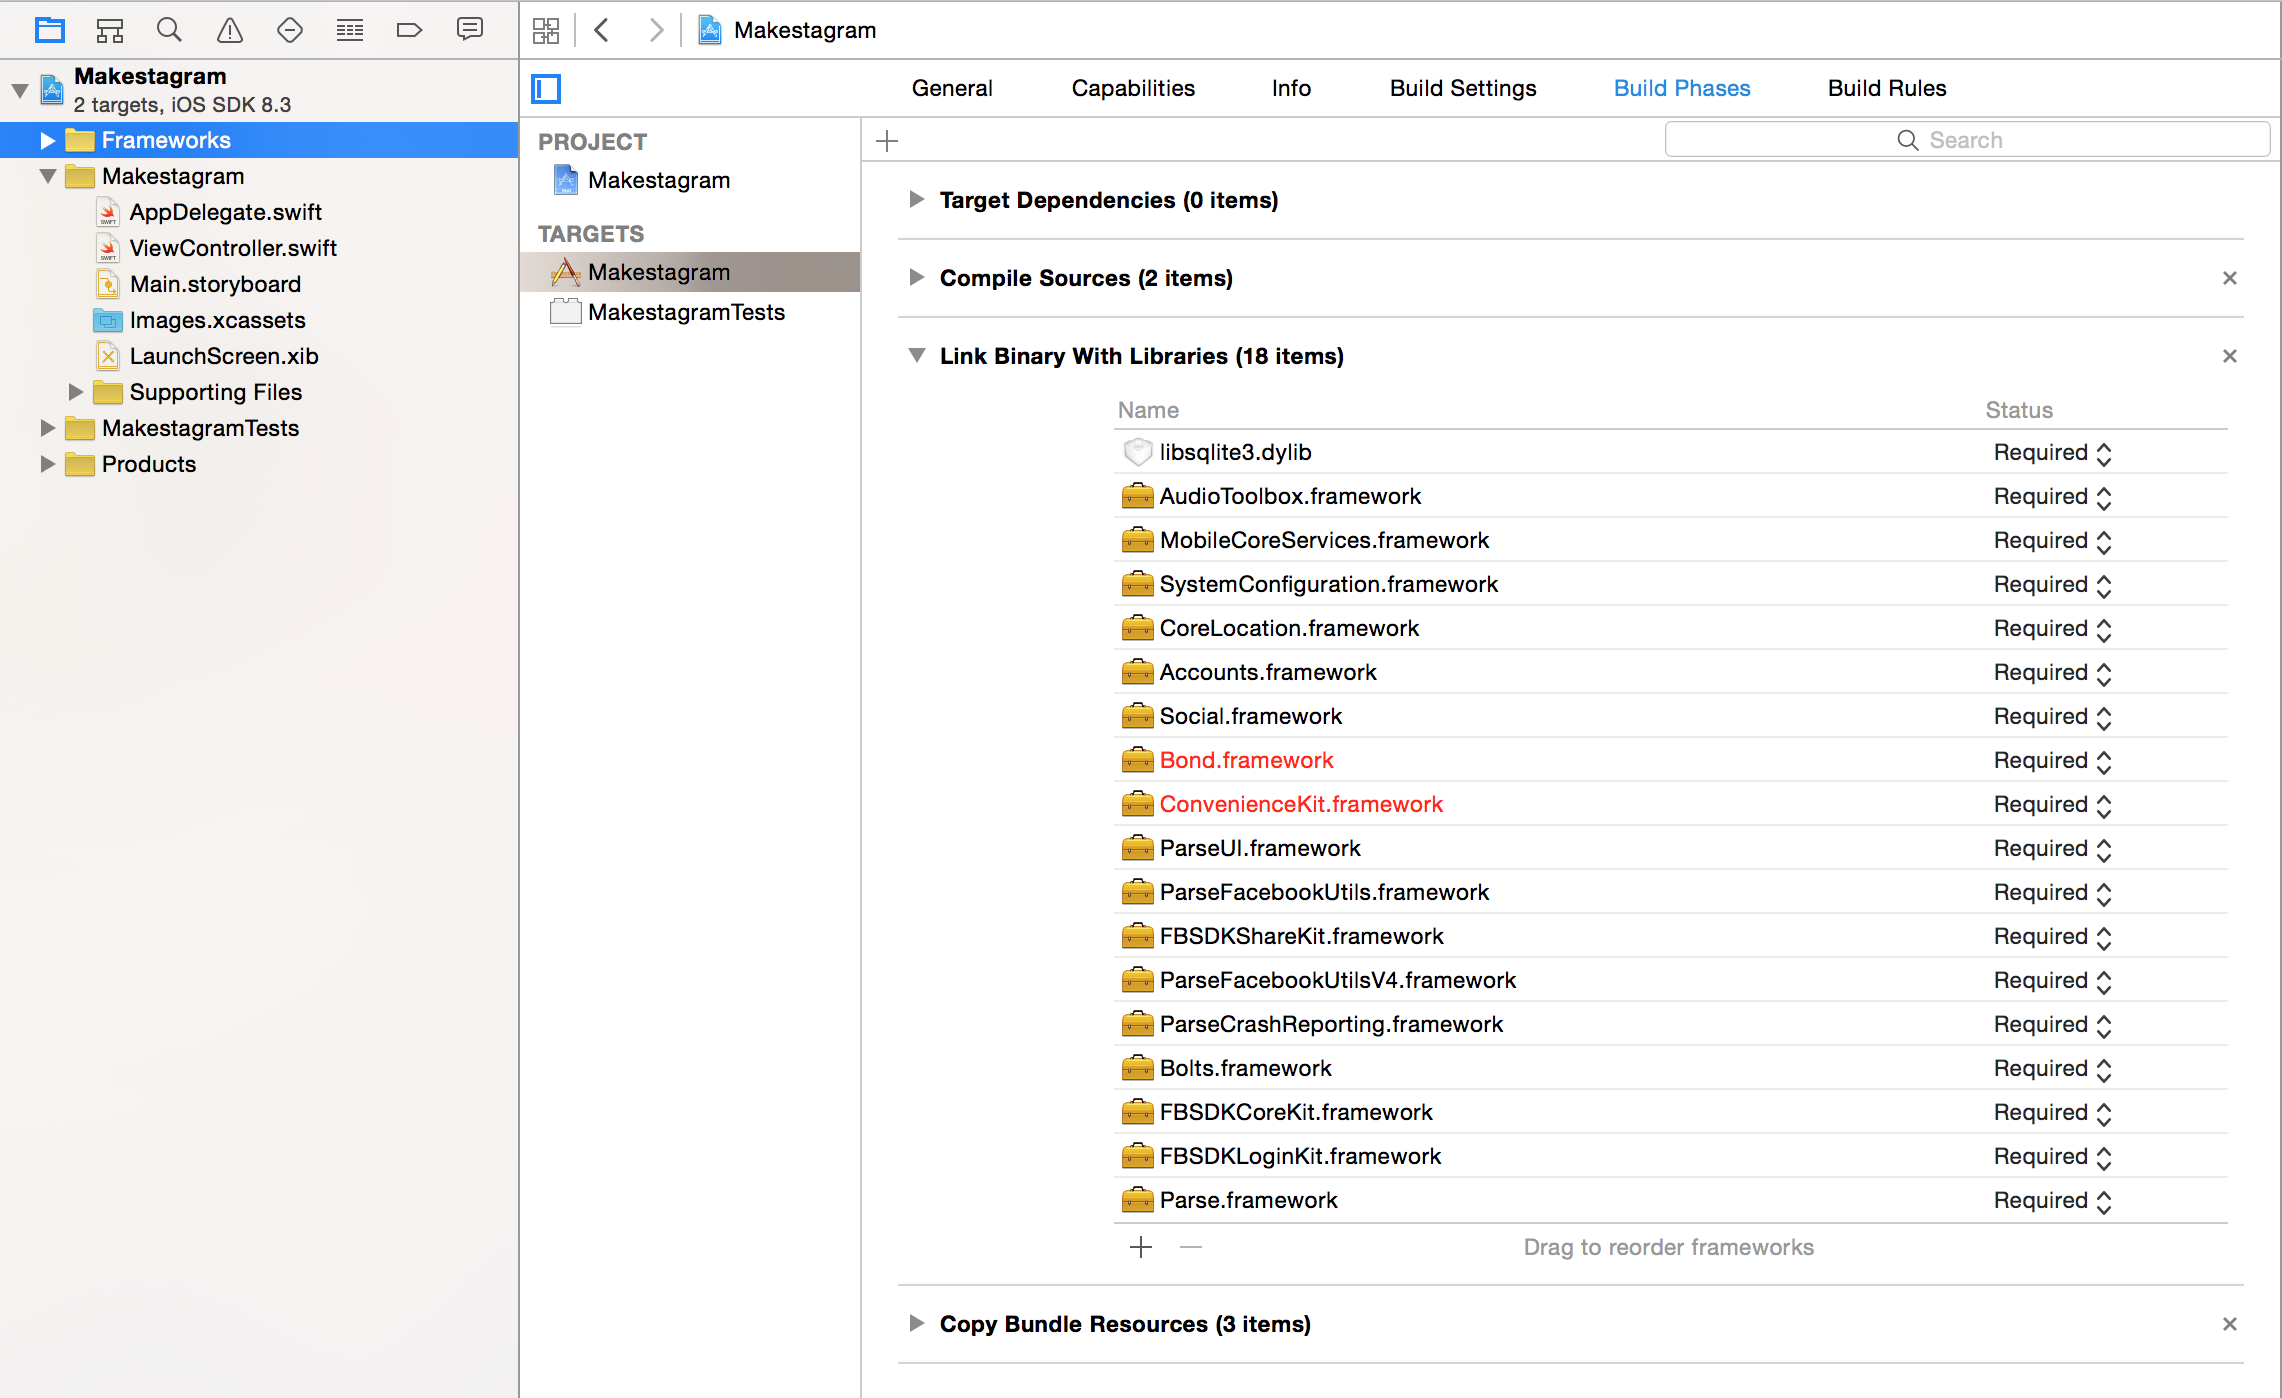 Makestagram
2 targets, iOS SDK 8.3
Frameworks
Makestagram
AppDelegate.swift
ViewController.swift
Main.storyboard
Images.xcassets
LaunchScreen.xib
Supporting Files
MakestagramTests
Products
Makestagram
General Capabilities Info Build Settings Build Phases Build Rules
PROJECT
Makestagram
TARGETS
Makestagram
MakestagramTests
Search
Target Dependencies (0 items)
Compile Sources (2 items)
Link Binary With Libraries (18 items)
Name Status
libsqlite3.dylib Required
AudioToolbox.framework Required
MobileCoreServices.framework Required
SystemConfiguration.framework Required
CoreLocation.framework Required
Accounts.framework Required
Social.framework Required
Bond.framework Required
ConvenienceKit.framework Required
ParseUI.framework Required
ParseFacebookUtils.framework Required
FBSDKShareKit.framework Required
ParseFacebookUtilsV4.framework Required
ParseCrashReporting.framework Required
Bolts.framework Required
FBSDKCoreKit.framework Required
FBSDKLoginKit.framework Required
Parse.framework Required
Drag to reorder frameworks
Copy Bundle Resources (3 items)